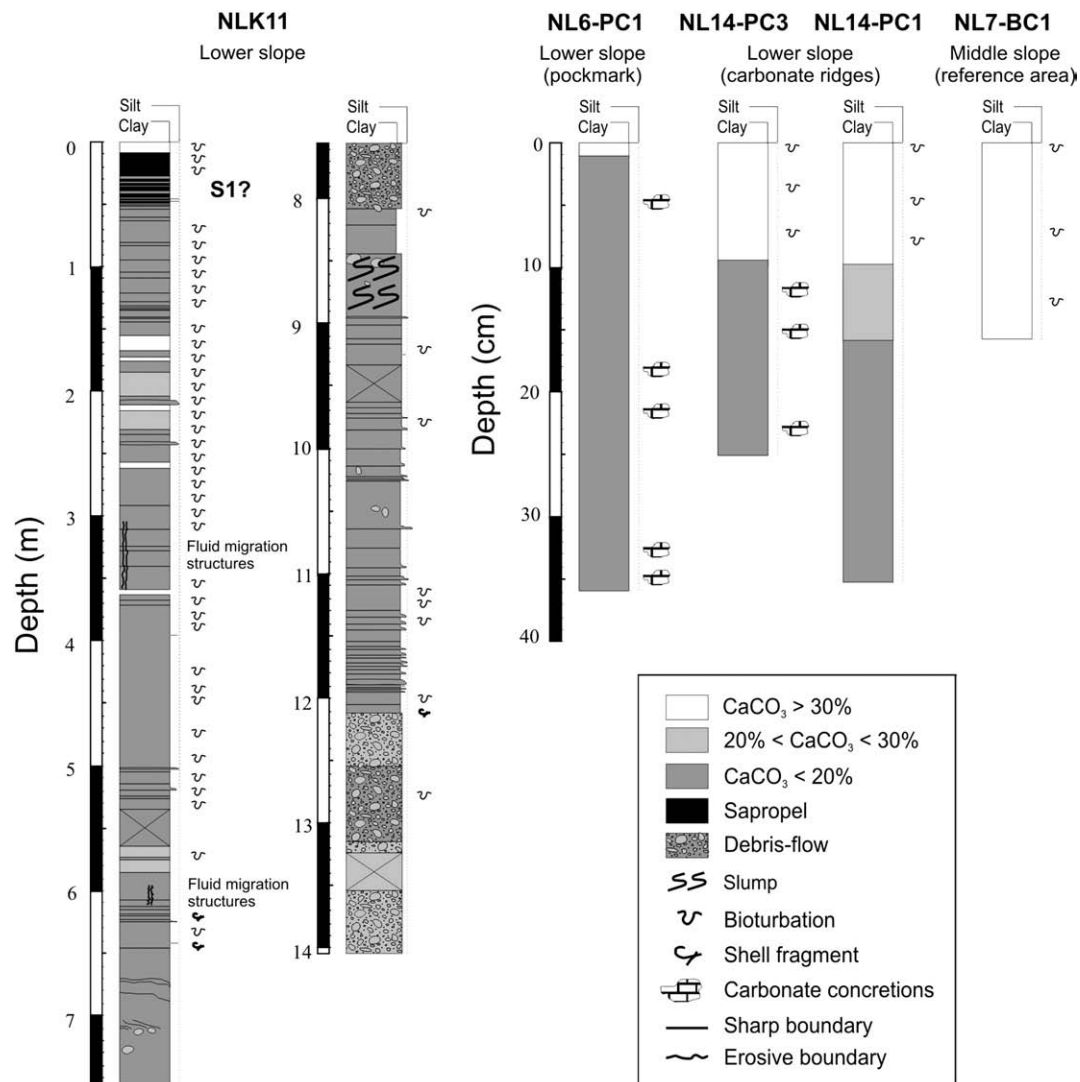 NLK11
Lower slope
NL6-PC1
Lower slope
(pockmark)
NL14-PC3
NL14-PC1
Lower slope
(carbonate ridges)
NL7-BC1
Middle slope
(reference area)
Silt
Clay
Silt
Clay
Silt
Clay
Silt
Clay
Silt
Clay
Silt
Clay
Depth (m)
0
1
2
3
4
5
6
7
S1?
Fluid migration
structures
Fluid migration
structures
8
9
10
11
12
13
14
Depth (cm)
0
10
20
30
40
CaCO₃ > 30%
20% < CaCO₃ < 30%
CaCO₃ < 20%
Sapropel
Debris-flow
Slump
Bioturbation
Shell fragment
Carbonate concretions
Sharp boundary
Erosive boundary